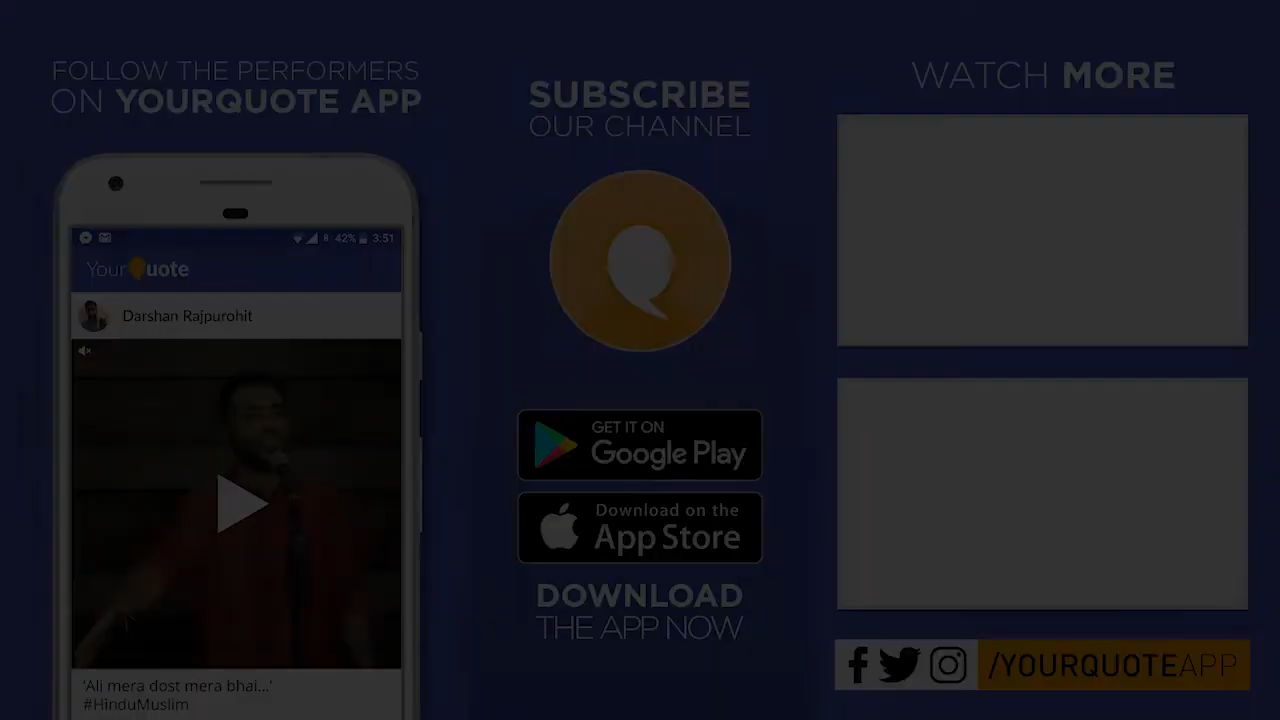 FOLLOW THE PERFORMERS
ON YOURQUOTE APP
42% 3:51
YourQuote
Darshan Rajpurohit
'Ali mera dost mera bhai...'
#HinduMuslim
SUBSCRIBE
OUR CHANNEL
GET IT ON
Google Play
Download on the
App Store
DOWNLOAD
THE APP NOW
WATCH MORE
/YOURQUOTEAPP